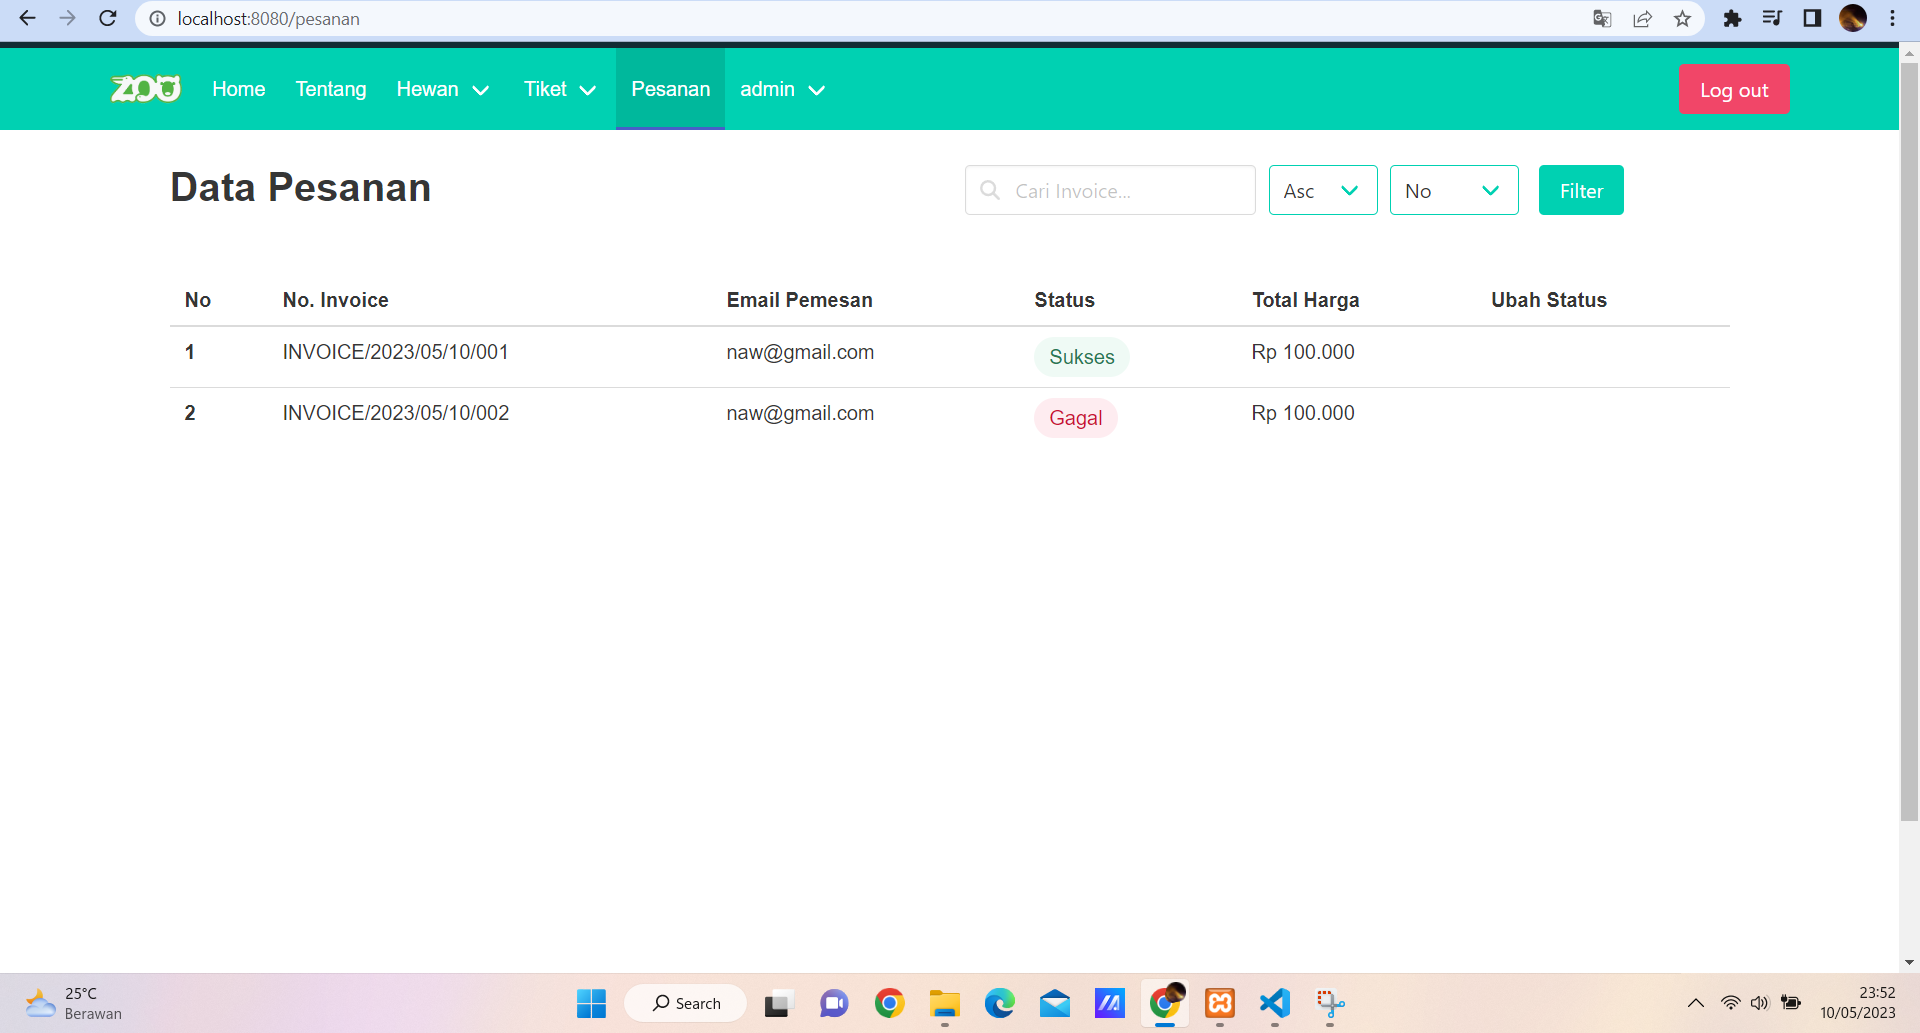 localhost:8080/pesanan
ZOO Home Tentang Hewan Tiket Pesanan admin Log out
Data Pesanan Cari Invoice... Asc No Filter
No No. Invoice Email Pemesan Status Total Harga Ubah Status
1 INVOICE/2023/05/10/001 naw@gmail.com Sukses Rp 100.000
2 INVOICE/2023/05/10/002 naw@gmail.com Gagal Rp 100.000
25°C
Berawan
Search
23:52
10/05/2023